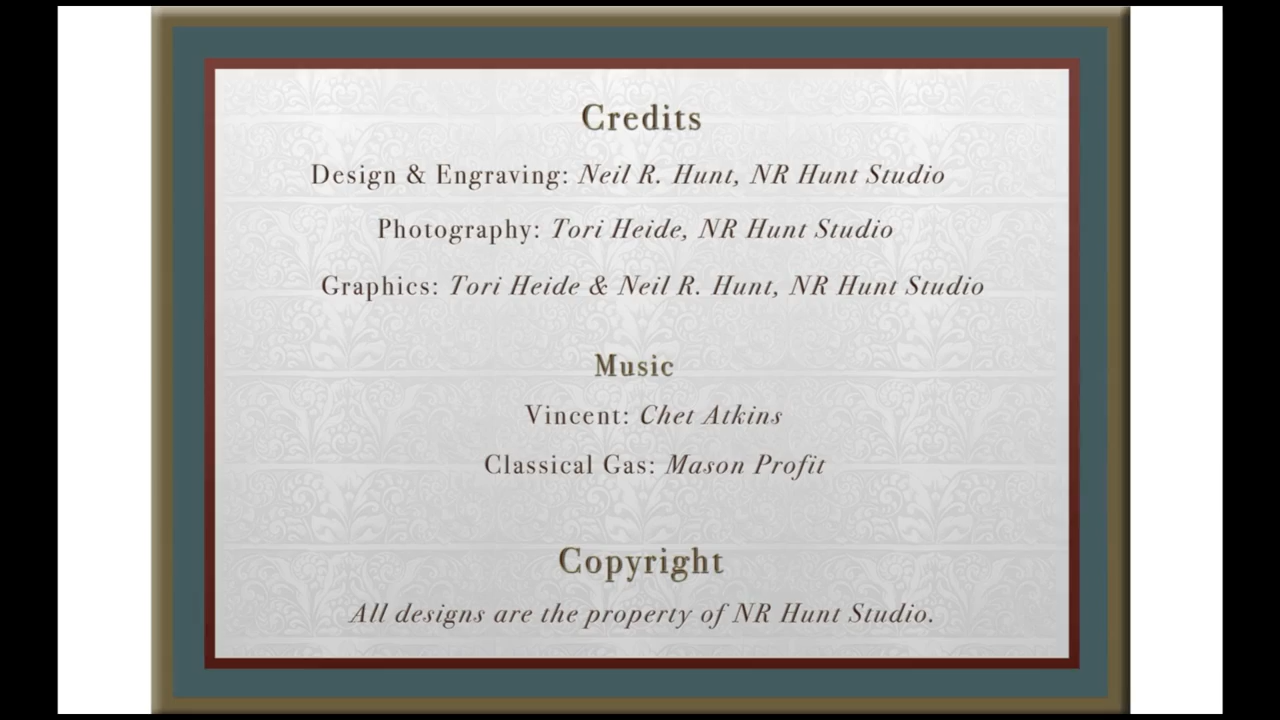 Credits
Design & Engraving: Neil R. Hunt, NR Hunt Studio
Photography: Tori Heide, NR Hunt Studio
Graphics: Tori Heide & Neil R. Hunt, NR Hunt Studio
Music
Vincent: Chet Atkins
Classical Gas: Mason Profit
Copyright
All designs are the property of NR Hunt Studio.